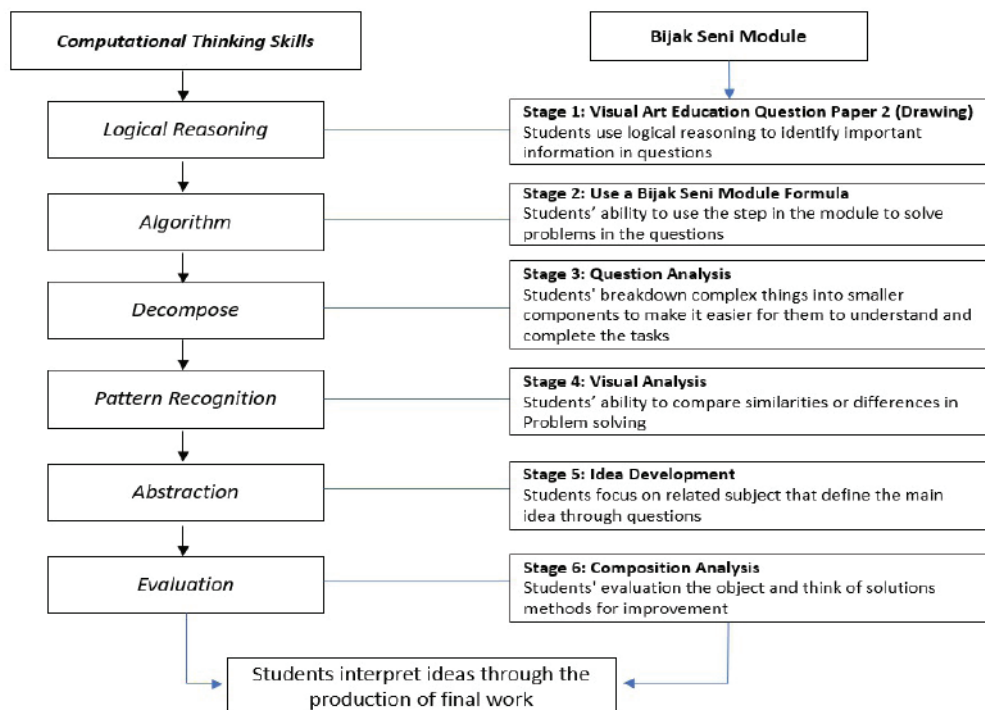 Computational Thinking Skills
Bijak Seni Module
Logical Reasoning
Stage 1: Visual Art Education Question Paper 2 (Drawing)
Students use logical reasoning to identify important
information in questions
Algorithm
Stage 2: Use a Bijak Seni Module Formula
Students’ ability to use the step in the module to solve
problems in the questions
Decompose
Stage 3: Question Analysis
Students' breakdown complex things into smaller
components to make it easier for them to understand and
complete the tasks
Pattern Recognition
Stage 4: Visual Analysis
Students’ ability to compare similarities or differences in
Problem solving
Abstraction
Stage 5: Idea Development
Students focus on related subject that define the main
idea through questions
Evaluation
Stage 6: Composition Analysis
Students' evaluation the object and think of solutions
methods for improvement
Students interpret ideas through the
production of final work